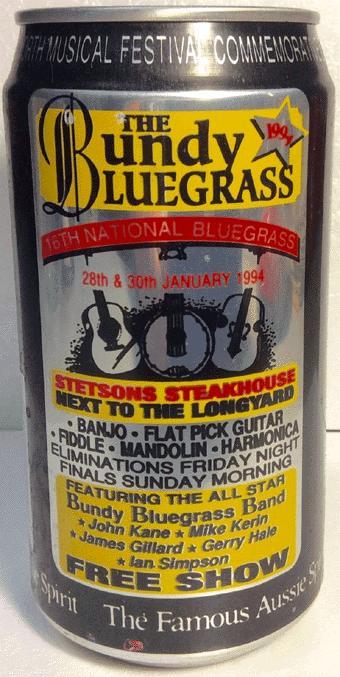 MUSICAL FESTIVAL
THE
Bundy
1994
BLUEGRASS
16TH NATIONAL BLUEGRASS
28th & 30th JANUARY 1994
STETSONS STEAKHOUSE
NEXT TO THE LONGYARD
• BANJO • FLAT PICK GUITAR
• FIDDLE • MANDOLIN • HARMONICA
ELIMINATIONS FRIDAY NIGHT
FINALS SUNDAY MORNING
FEATURING THE ALL STAR
Bundy Bluegrass Band
★ John Kane ★ Mike Kerin
★ James Gillard ★ Gerry Hale
★ Ian Simpson
FREE SHOW
Spirit The Famous Aussie